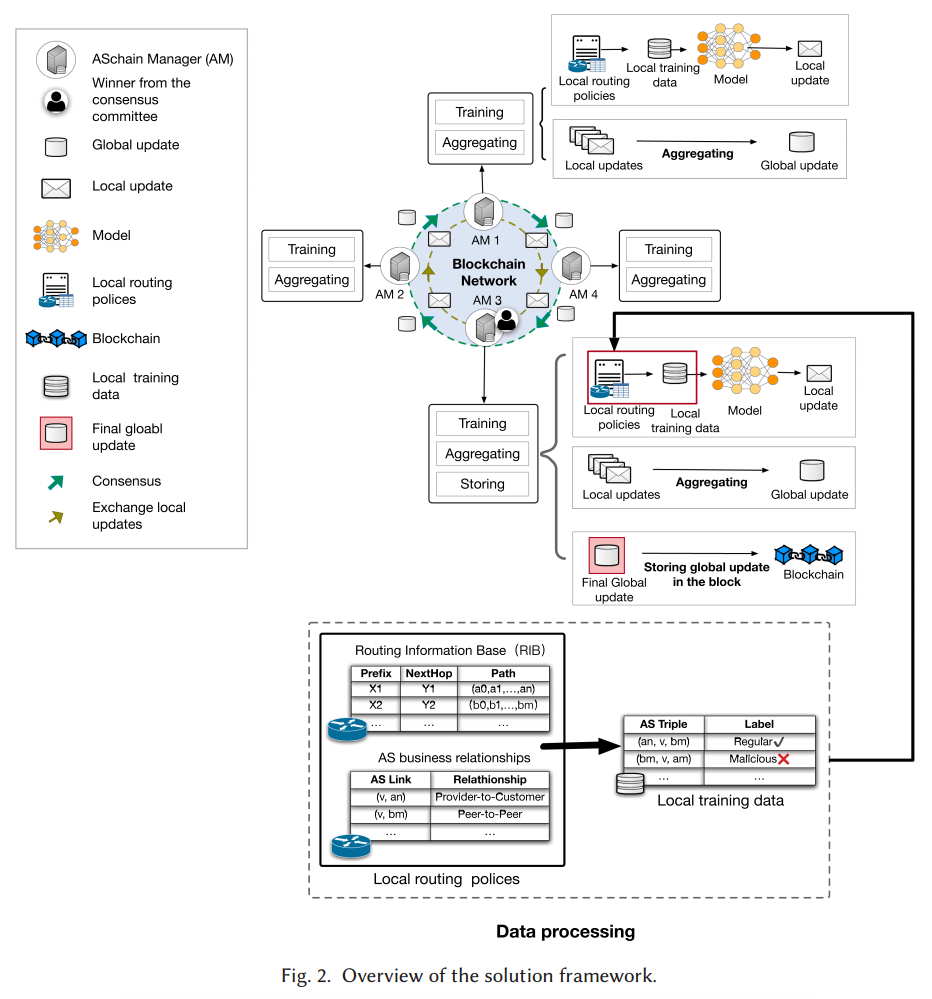 ASchain Manager (AM)
Winner from the
consensus
committee
Global update
Local update
Model
Local routing
polices
Blockchain
Local training
data
Final gloabl
update
Consensus
Exchange local
updates
Local routing
policies
Local training
data
Model
Local
update
Training
Aggregating
Local updates
Aggregating
Global update
AM 1
Training
Aggregating
AM 2
Blockchain
Network
AM 3
AM 4
Training
Aggregating
Local routing
policies
Local
training data
Model
Local
update
Training
Aggregating
Storing
Local updates
Aggregating
Global update
Final Global
update
Storing global update
in the block
Blockchain
Routing Information Base (RIB)
Prefix NextHop Path
X1 Y1 (a0,a1,...,an)
X2 Y2 (b0,b1,...,bm)
... ... ...
AS business relationships
AS Link Relathionship
(v, an) Provider-to-Customer
(v, bm) Peer-to-Peer
... ...
Local routing polices
AS Triple Label
(an, v, bm) Regular✓
(bm, v, am) Malicious❌
... ...
Local training data
Data processing
Fig. 2. Overview of the solution framework.